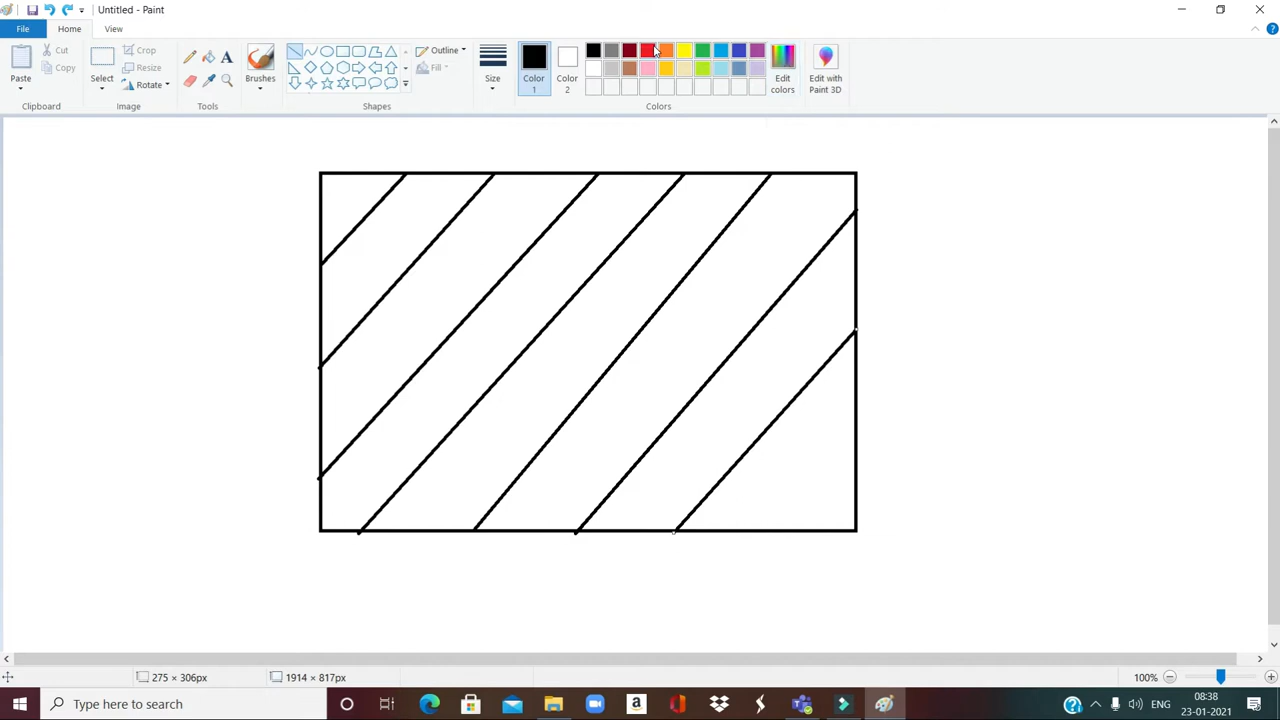 Untitled - Paint
File Home View
Paste
Cut
Copy
Clipboard
Select
Crop
Resize
Rotate
Image
A
Tools
Brushes
Outline
Fill
Shapes
Size
Color 1
Color 2
Edit colors
Colors
Edit with Paint 3D
275 × 306px
1914 × 817px
100%
Type here to search
ENG
08:38
23-01-2021